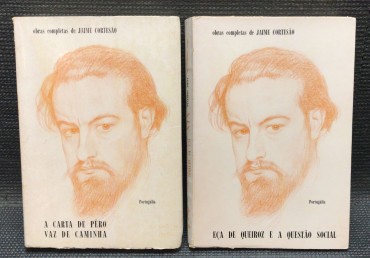 obras completas de JAIME CORTESÃO
Portugália
A CARTA DE PÊRO
VAZ DE CAMINHA
obras completas de JAIME CORTESÃO
Portugália
EÇA DE QUEIROZ E A QUESTÃO SOCIAL